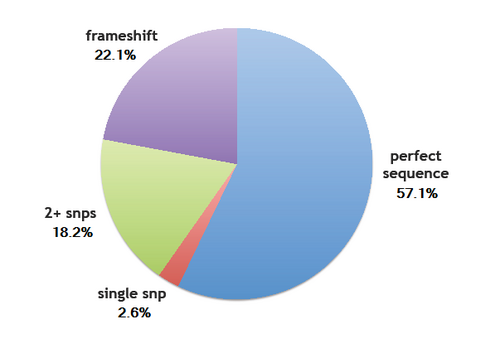 frameshift
22.1%
perfect
sequence
57.1%
2+ snps
18.2%
single snp
2.6%